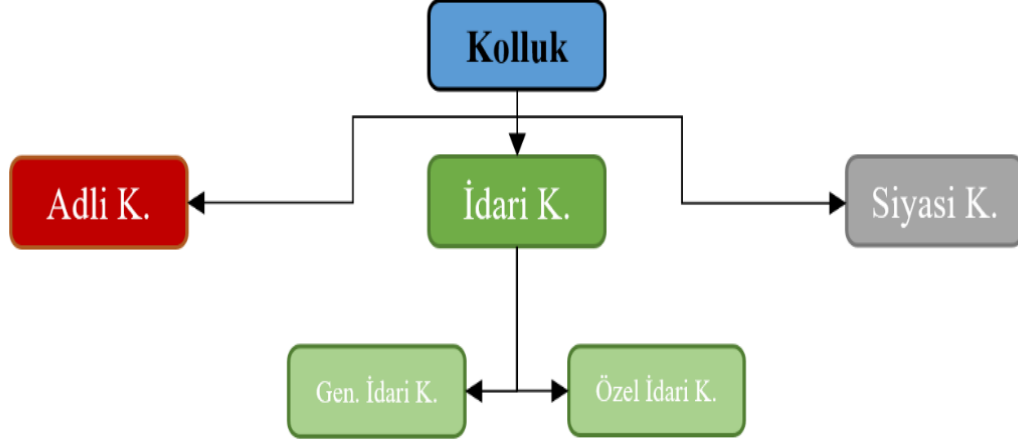 Kolluk
Adli K.
İdari K.
Siyasi K.
Gen. İdari K.
Özel İdari K.